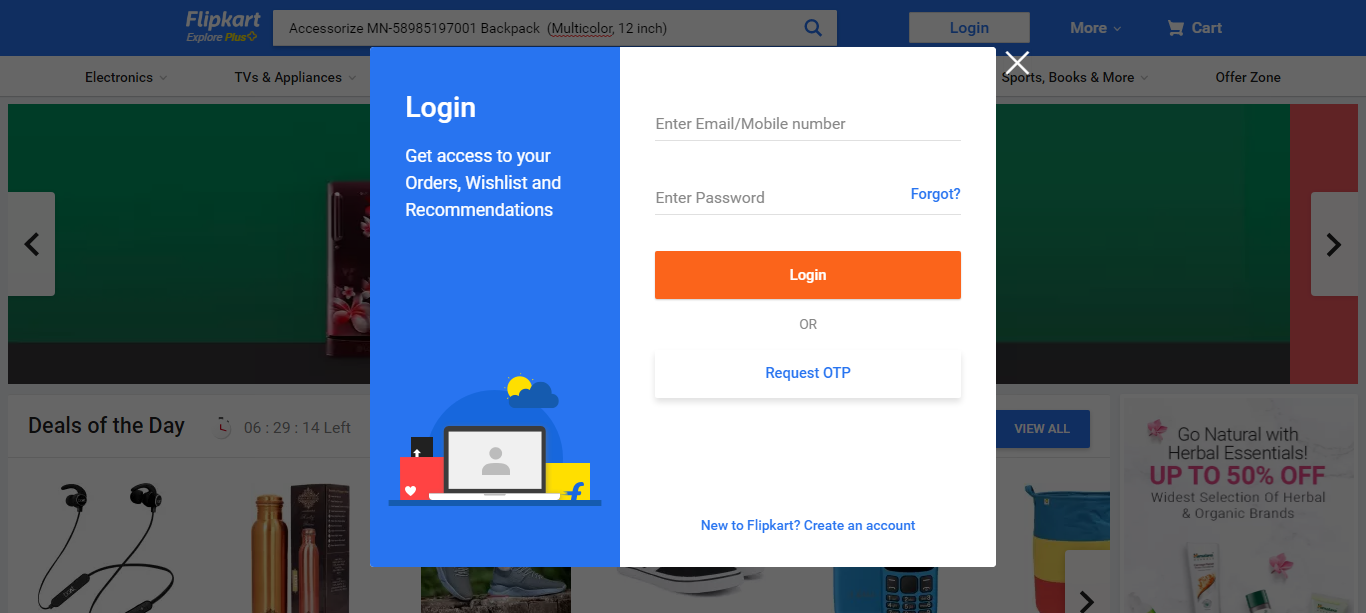 Flipkart
Explore Plus
Accessorize MN-58985197001 Backpack (Multicolor, 12 inch)
Login
More
Cart
Electronics
TVs & Appliances
Sports, Books & More
Offer Zone
Login
Get access to your
Orders, Wishlist and
Recommendations
Enter Email/Mobile number
Enter Password
Forgot?
Login
OR
Request OTP
New to Flipkart? Create an account
Deals of the Day
06 : 29 : 14 Left
VIEW ALL
Go Natural with
Herbal Essentials!
UP TO 50% OFF
Widest Selection Of Herbal
& Organic Brands
Himalaya